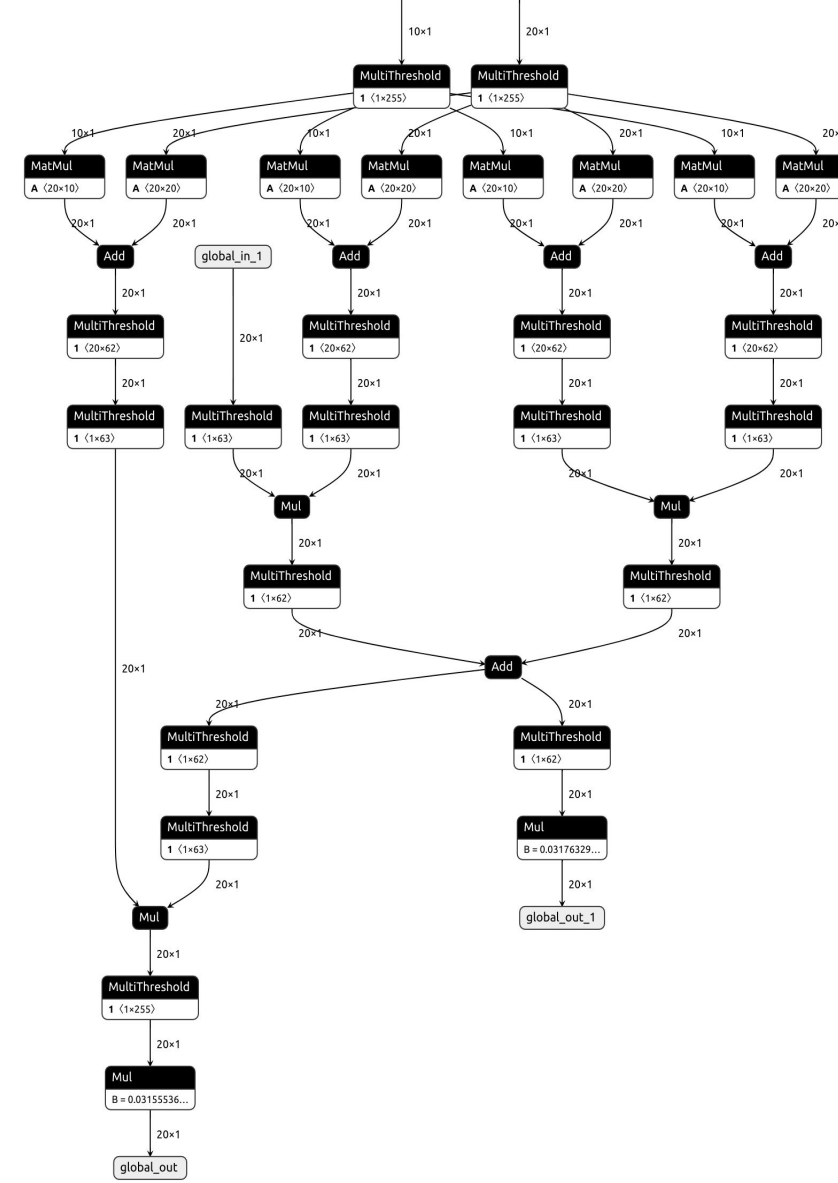 10×1 20×1
MultiThreshold MultiThreshold
1 〈1×255〉 1 〈1×255〉
10×1 20×1 10×1 20×1 10×1 20×1 10×1 20×
MatMul MatMul MatMul MatMul MatMul MatMul MatMul MatMul
A 〈20×10〉 A 〈20×20〉 A 〈20×10〉 A 〈20×20〉 A 〈20×10〉 A 〈20×20〉 A 〈20×10〉 A 〈20×20〉
20×1 20×1 20×1 20×1 20×1 20×1 20×1 20×
Add global_in_1 Add Add Add
20×1 20×1 20×1 20×1
MultiThreshold MultiThreshold MultiThreshold MultiThreshold
20×1
1 〈20×62〉 1 〈20×62〉 1 〈20×62〉 1 〈20×62〉
20×1 20×1 20×1 20×1
MultiThreshold MultiThreshold MultiThreshold MultiThreshold MultiThreshold
1 〈1×63〉 1 〈1×63〉 1 〈1×63〉 1 〈1×63〉 1 〈1×63〉
20×1 20×1 20×1 20×1
Mul Mul
20×1 20×1
MultiThreshold MultiThreshold
1 〈1×62〉 1 〈1×62〉
20×1 20×1
20×1 Add
20×1 20×1
MultiThreshold MultiThreshold
1 〈1×62〉 1 〈1×62〉
20×1 20×1
MultiThreshold Mul
1 〈1×63〉 B = 0.03176329…
20×1 20×1
Mul global_out_1
20×1
MultiThreshold
1 〈1×255〉
20×1
Mul
B = 0.03155536…
20×1
global_out